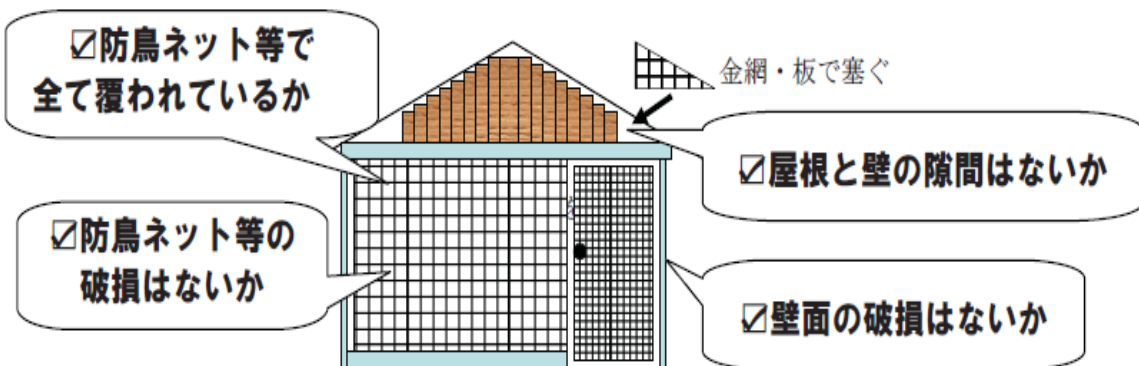 ☑防鳥ネット等で
全て覆われているか
金網・板で塞ぐ
☑屋根と壁の隙間はないか
☑防鳥ネット等の
破損はないか
☑壁面の破損はないか